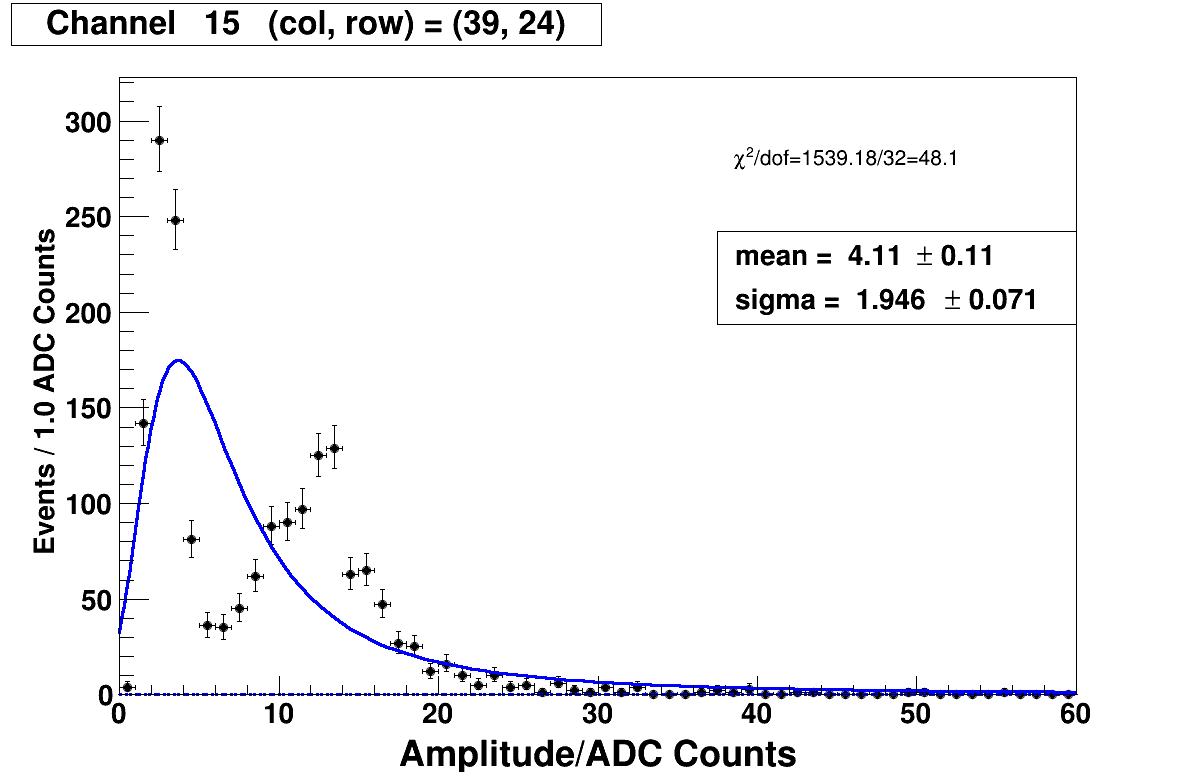 Channel 15 (col, row) = (39, 24)
χ²/dof=1539.18/32=48.1
mean = 4.11 ± 0.11
sigma = 1.946 ± 0.071
Events / 1.0 ADC Counts
300
250
200
150
100
50
0
0 10 20 30 40 50 60
Amplitude/ADC Counts